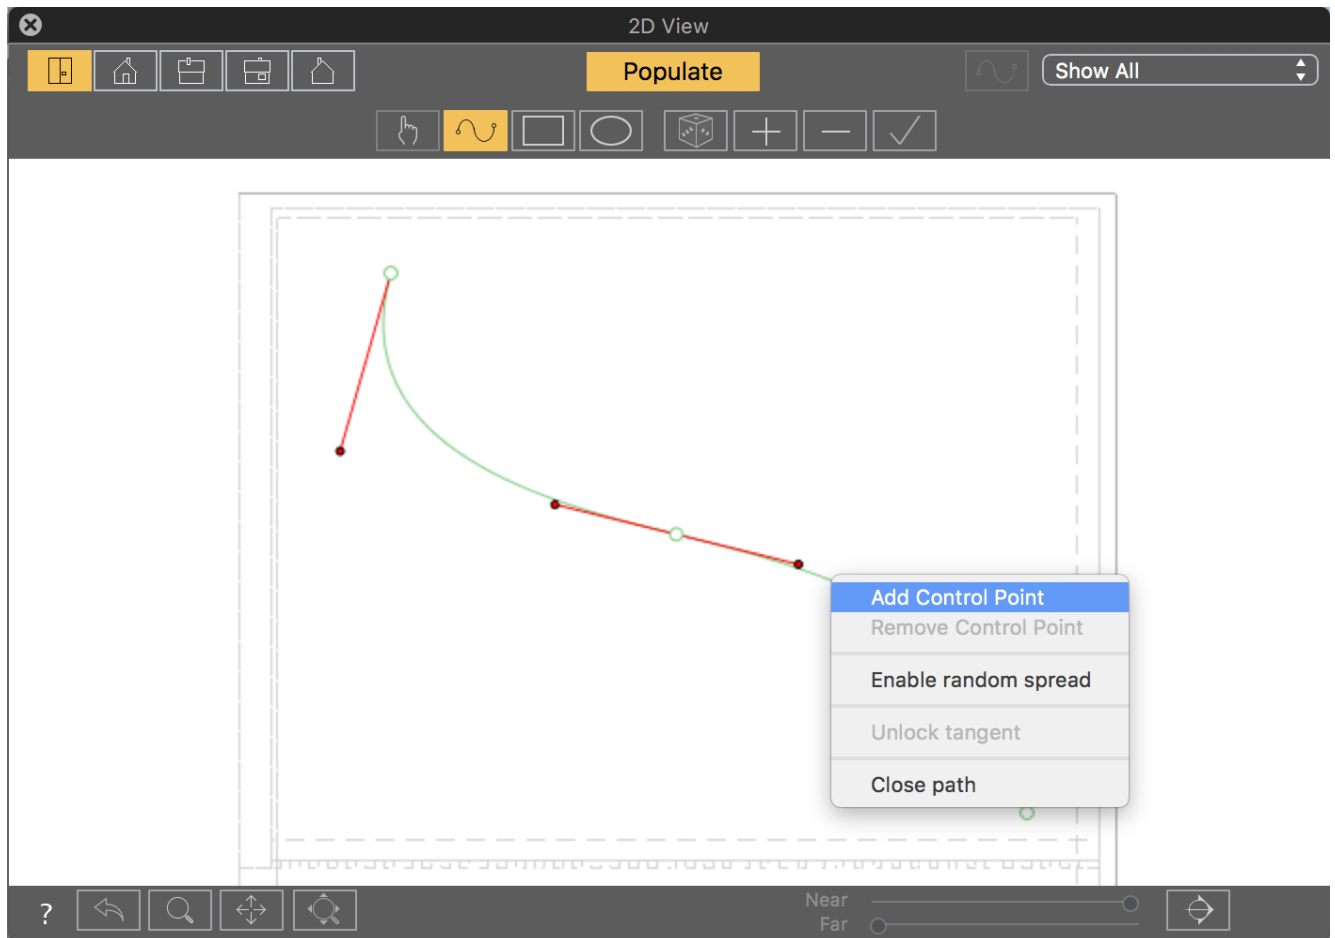 2D View
Populate
Show All
Add Control Point
Remove Control Point
Enable random spread
Unlock tangent
Close path
?
Near
Far